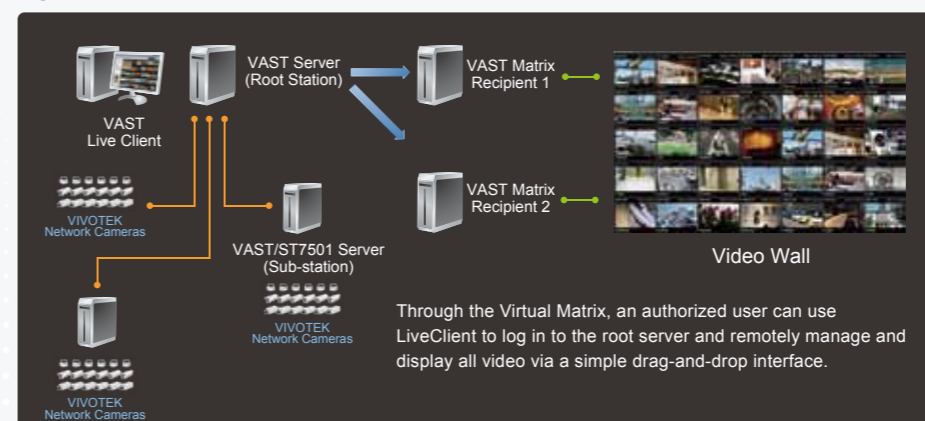 VAST
Live Client
VAST Server
(Root Station)
VAST Matrix
Recipient 1
VAST Matrix
Recipient 2
Video Wall
VIVOTEK
Network Cameras
VAST/ST7501 Server
(Sub-station)
VIVOTEK
Network Cameras
VIVOTEK
Network Cameras
Through the Virtual Matrix, an authorized user can use
LiveClient to log in to the root server and remotely manage and
display all video via a simple drag-and-drop interface.